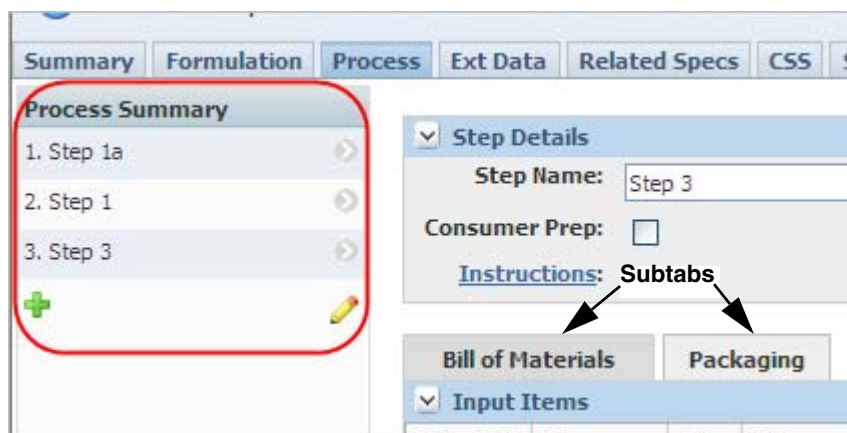 Summary Formulation Process Ext Data Related Specs CSS
Process Summary
1. Step 1a
2. Step 1
3. Step 3
Step Details
Step Name: Step 3
Consumer Prep:
Instructions: Subtabs
Bill of Materials Packaging
Input Items